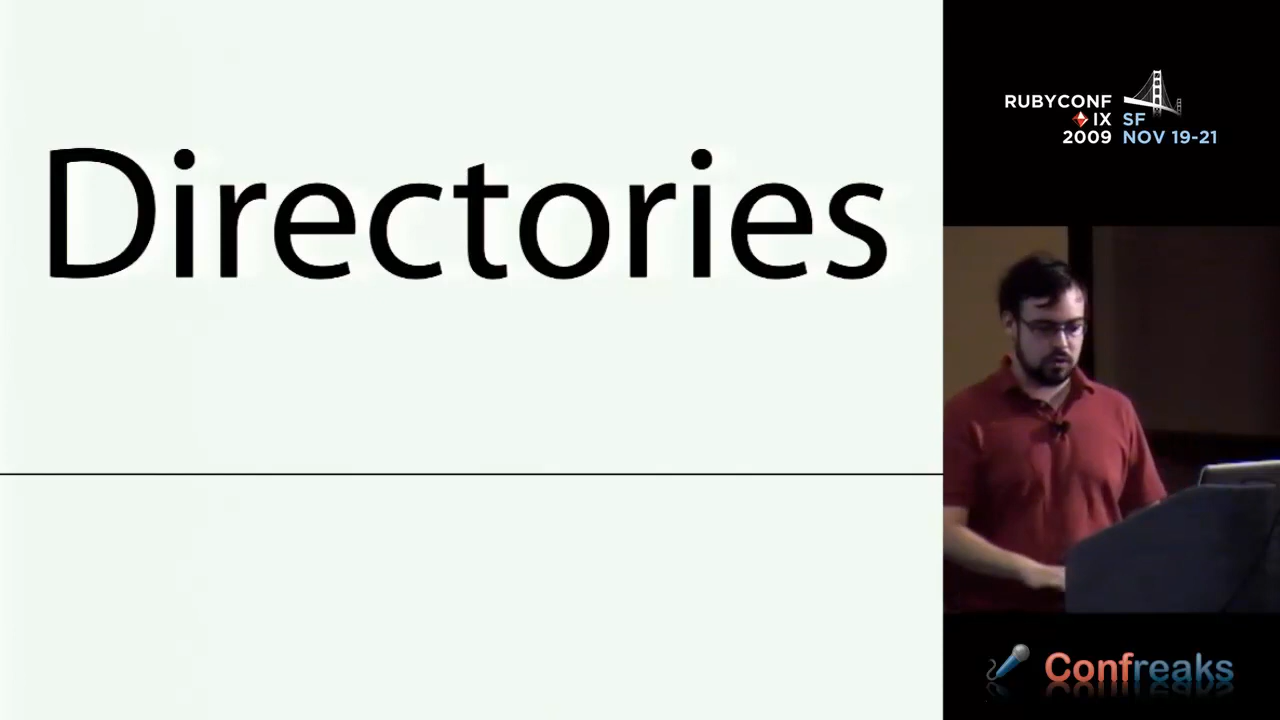 Directories
RUBYCONF
IX SF
2009 NOV 19-21
Confreaks